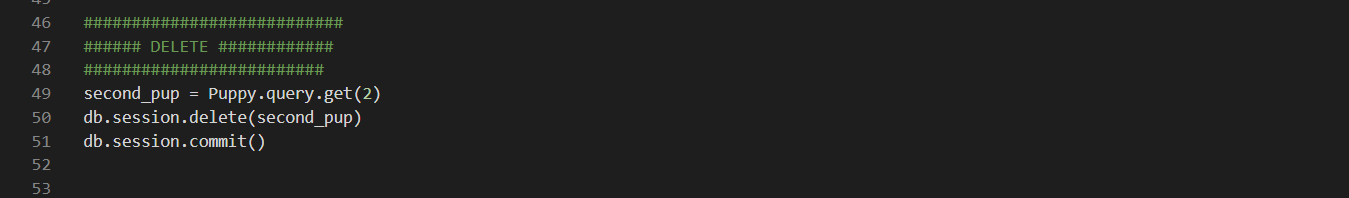 46 ###########################
47 ###### DELETE ############
48 #########################
49 second_pup = Puppy.query.get(2)
50 db.session.delete(second_pup)
51 db.session.commit()
52
53